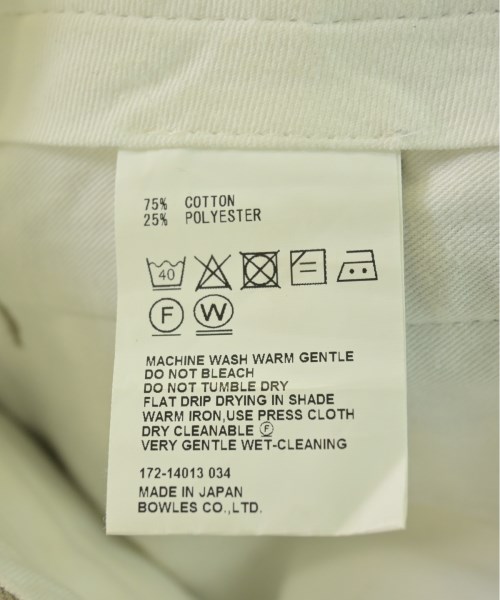 75% COTTON
25% POLYESTER
40
F W
MACHINE WASH WARM GENTLE
DO NOT BLEACH
DO NOT TUMBLE DRY
FLAT DRIP DRYING IN SHADE
WARM IRON,USE PRESS CLOTH
DRY CLEANABLE Ⓕ
VERY GENTLE WET-CLEANING
172-14013 034
MADE IN JAPAN
BOWLES CO.,LTD.